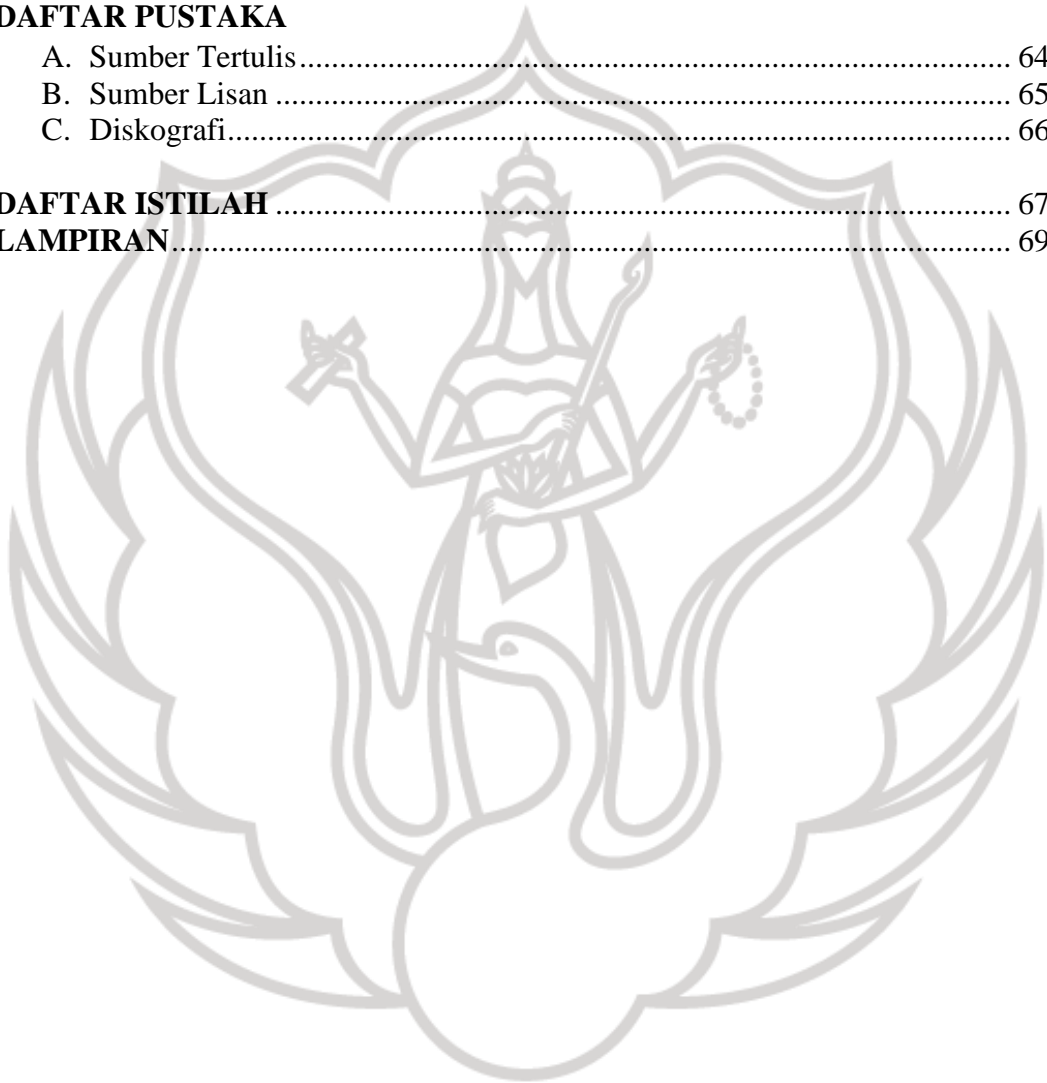 DAFTAR PUSTAKA
A. Sumber Tertulis.......................................................................................... 64
B. Sumber Lisan ............................................................................................. 65
C. Diskografi................................................................................................... 66
DAFTAR ISTILAH ............................................................................................ 67
LAMPIRAN......................................................................................................... 69